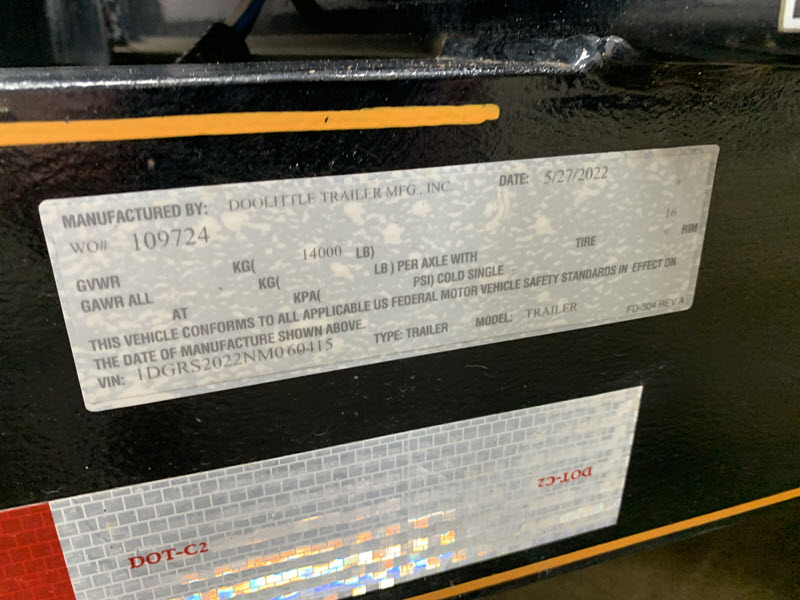 MANUFACTURED BY: DOOLITTLE TRAILER MFG., INC. DATE: 5/27/2022
WO# 109724 16
GVWR KG( 14000 LB) TIRE RIM
GAWR ALL KG( LB ) PER AXLE WITH
AT KPA( PSI) COLD SINGLE
THIS VEHICLE CONFORMS TO ALL APPLICABLE US FEDERAL MOTOR VEHICLE SAFETY STANDARDS IN EFFECT ON
THE DATE OF MANUFACTURE SHOWN ABOVE.
VIN: 1DGRS2022NM060415 TYPE: TRAILER MODEL: TRAILER FD-304 REV A
DOT-C2
DOT-C2